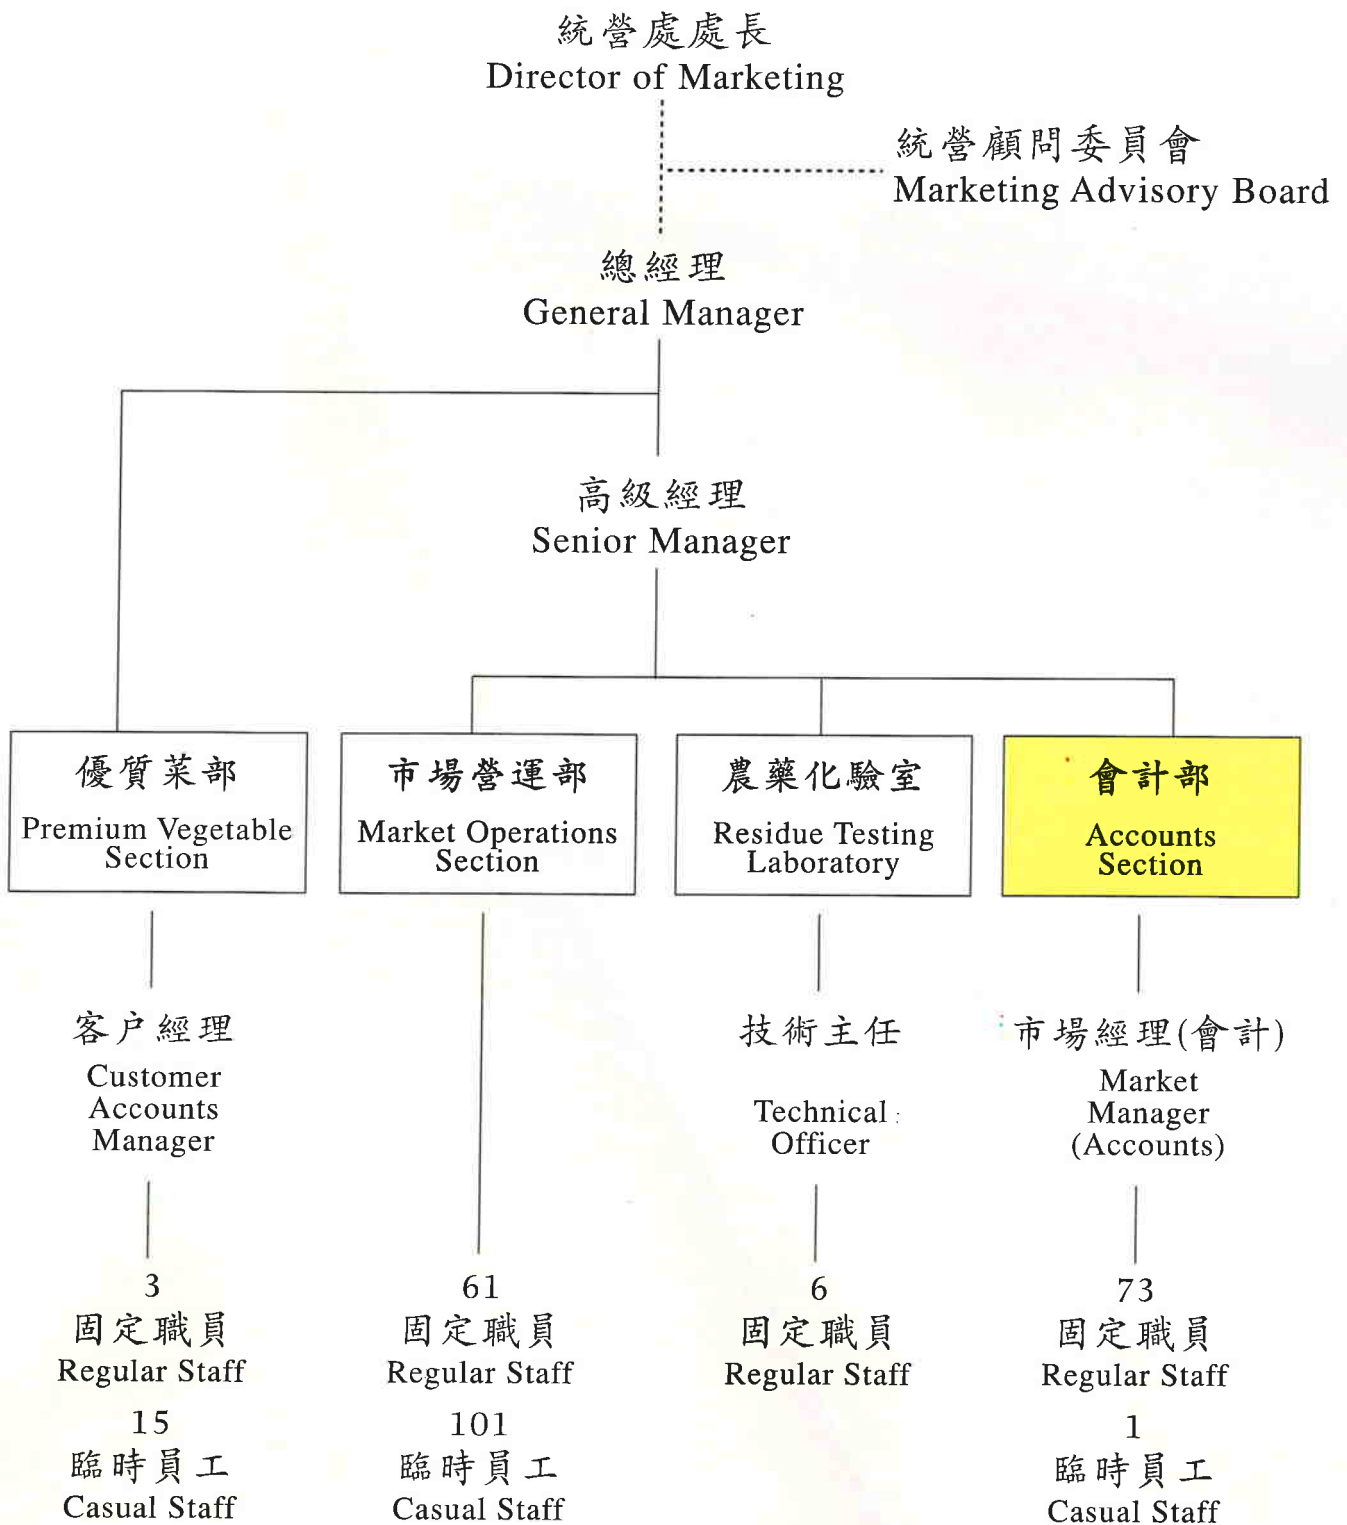 統營處處長
Director of Marketing
統營顧問委員會
Marketing Advisory Board
總經理
General Manager
高級經理
Senior Manager
優質菜部
Premium Vegetable
Section
市場營運部
Market Operations
Section
農藥化驗室
Residue Testing
Laboratory
會計部
Accounts
Section
客户經理
Customer
Accounts
Manager
技術主任
Technical
Officer
市場經理(會計)
Market
Manager
(Accounts)
3
固定職員
Regular Staff
15
臨時員工
Casual Staff
61
固定職員
Regular Staff
101
臨時員工
Casual Staff
6
固定職員
Regular Staff
73
固定職員
Regular Staff
1
臨時員工
Casual Staff